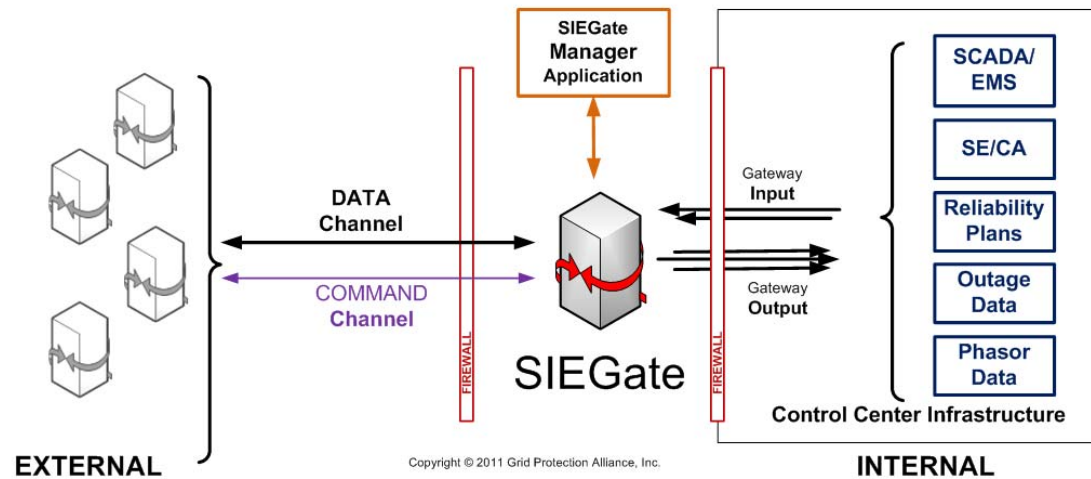 SIEGate
Manager
Application
DATA
Channel
COMMAND
Channel
FIREWALL
SIEGate
FIREWALL
Gateway
Input
Gateway
Output
SCADA/
EMS
SE/CA
Reliability
Plans
Outage
Data
Phasor
Data
Control Center Infrastructure
EXTERNAL
Copyright © 2011 Grid Protection Alliance, Inc.
INTERNAL